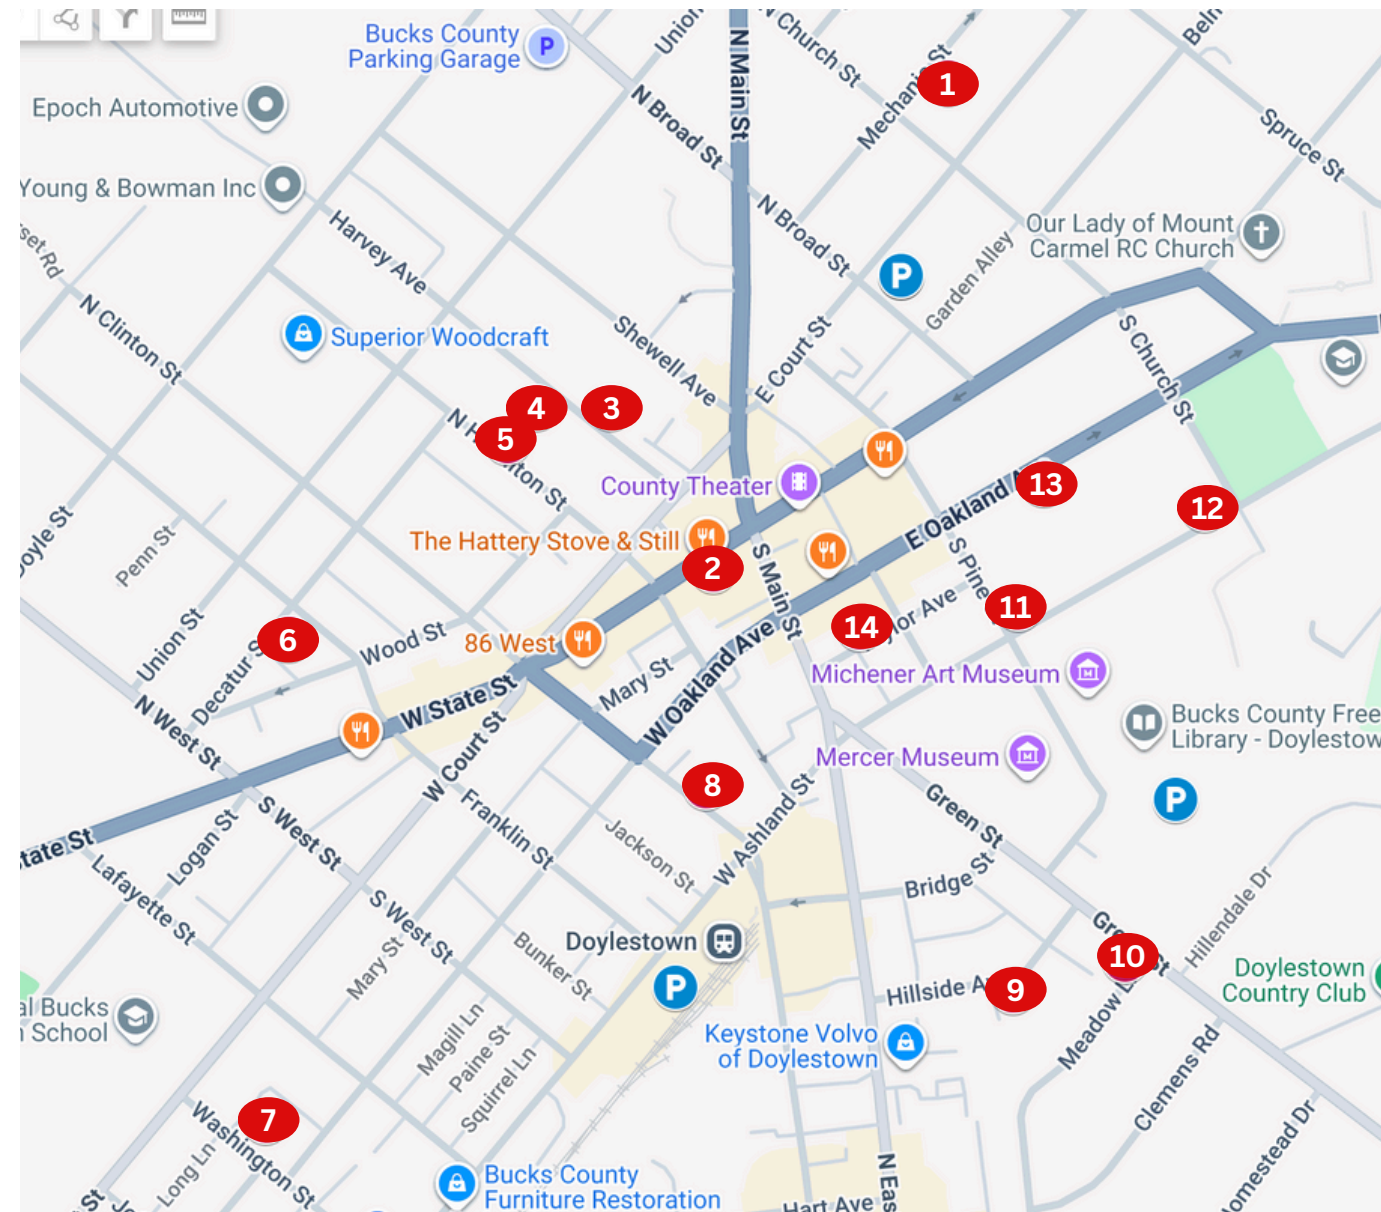 Bucks County
Parking Garage
P
Union
N Main St
N Church St
Mechanic St
1
Spruce St
Epoch Automotive
Young & Bowman Inc
N Broad St
N Broad St
Harvey Ave
Our Lady of Mount
Carmel RC Church
P
Garden Alley
N Clinton St
Superior Woodcraft
Shewell Ave
E Court St
S Church St
4
3
5
N Hamilton St
County Theater
E Oakland
13
12
The Hattery Stove & Still
2
S Main St
S Pine
11
Doyle St
Penn St
Union St
6
Decatur
Wood St
86 West
14
Michener Art Museum
Mary St
W Oakland Ave
W State St
N West St
W Court St
Bucks County Free
Library - Doylestow
Mercer Museum
8
P
S West St
Logan St
Franklin St
Jackson St
W Ashland St
Green St
State St
Lafayette St
S West St
Bridge St
Hillendale Dr
Mary St
Bunker St
Doylestown
P
10
Doylestown
Country Club
Hillside A
9
Meadow L
al Bucks
School
Magill Ln
Paine St
Squirrel Ln
Keystone Volvo
of Doylestown
Clemens Rd
7
Washington St
Long Ln
Bucks County
Furniture Restoration
N Eas
Hart Ave
omestead Dr
St